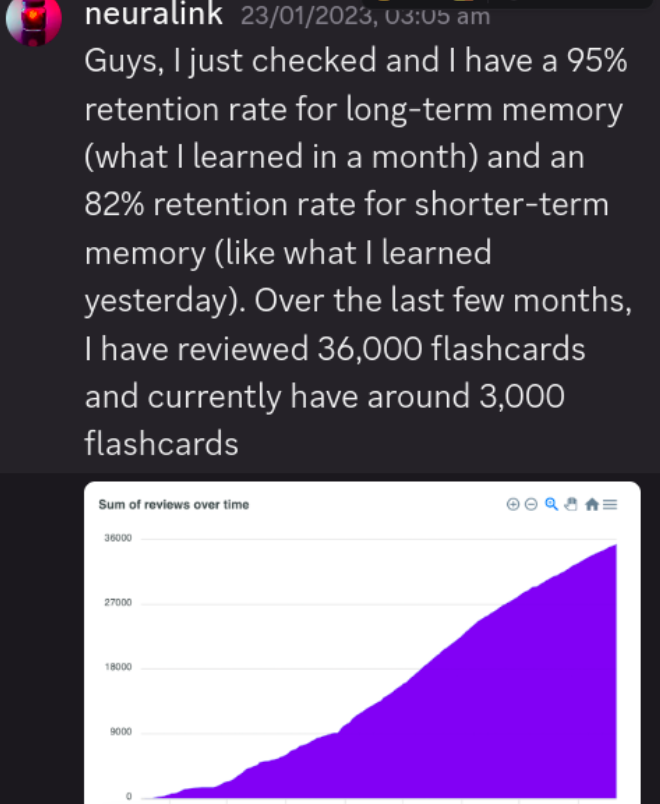 neuralink 23/01/2023, 03:05 am
Guys, I just checked and I have a 95%
retention rate for long-term memory
(what I learned in a month) and an
82% retention rate for shorter-term
memory (like what I learned
yesterday). Over the last few months,
I have reviewed 36,000 flashcards
and currently have around 3,000
flashcards
Sum of reviews over time
36000
27000
18000
9000
0